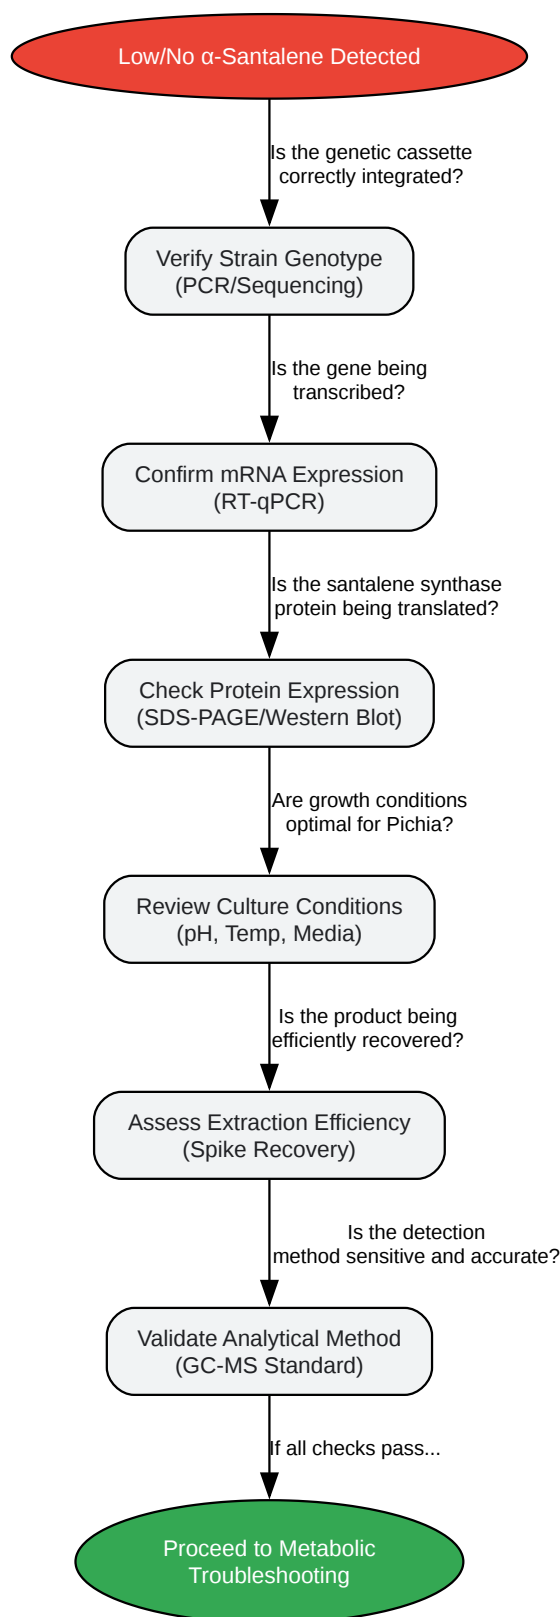 Low/No α-Santalene Detected
Is the genetic cassette
correctly integrated?
Verify Strain Genotype
(PCR/Sequencing)
Is the gene being
transcribed?
Confirm mRNA Expression
(RT-qPCR)
Is the santalene synthase
protein being translated?
Check Protein Expression
(SDS-PAGE/Western Blot)
Are growth conditions
optimal for Pichia?
Review Culture Conditions
(pH, Temp, Media)
Is the product being
efficiently recovered?
Assess Extraction Efficiency
(Spike Recovery)
Is the detection
method sensitive and accurate?
Validate Analytical Method
(GC-MS Standard)
If all checks pass...
Proceed to Metabolic
Troubleshooting